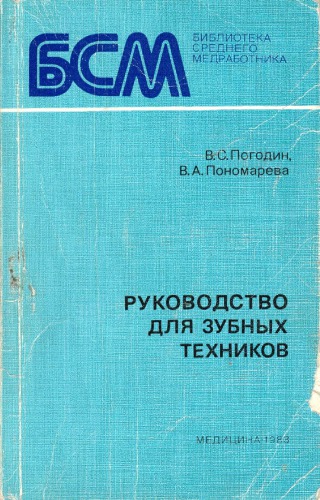 БСМ
БИБЛИОТЕКА
СРЕДНЕГО
МЕДРАБОТНИКА
В.С.Погодин,
В.А.Пономарева
РУКОВОДСТВО
ДЛЯ ЗУБНЫХ
ТЕХНИКОВ
МЕДИЦИНА·1983